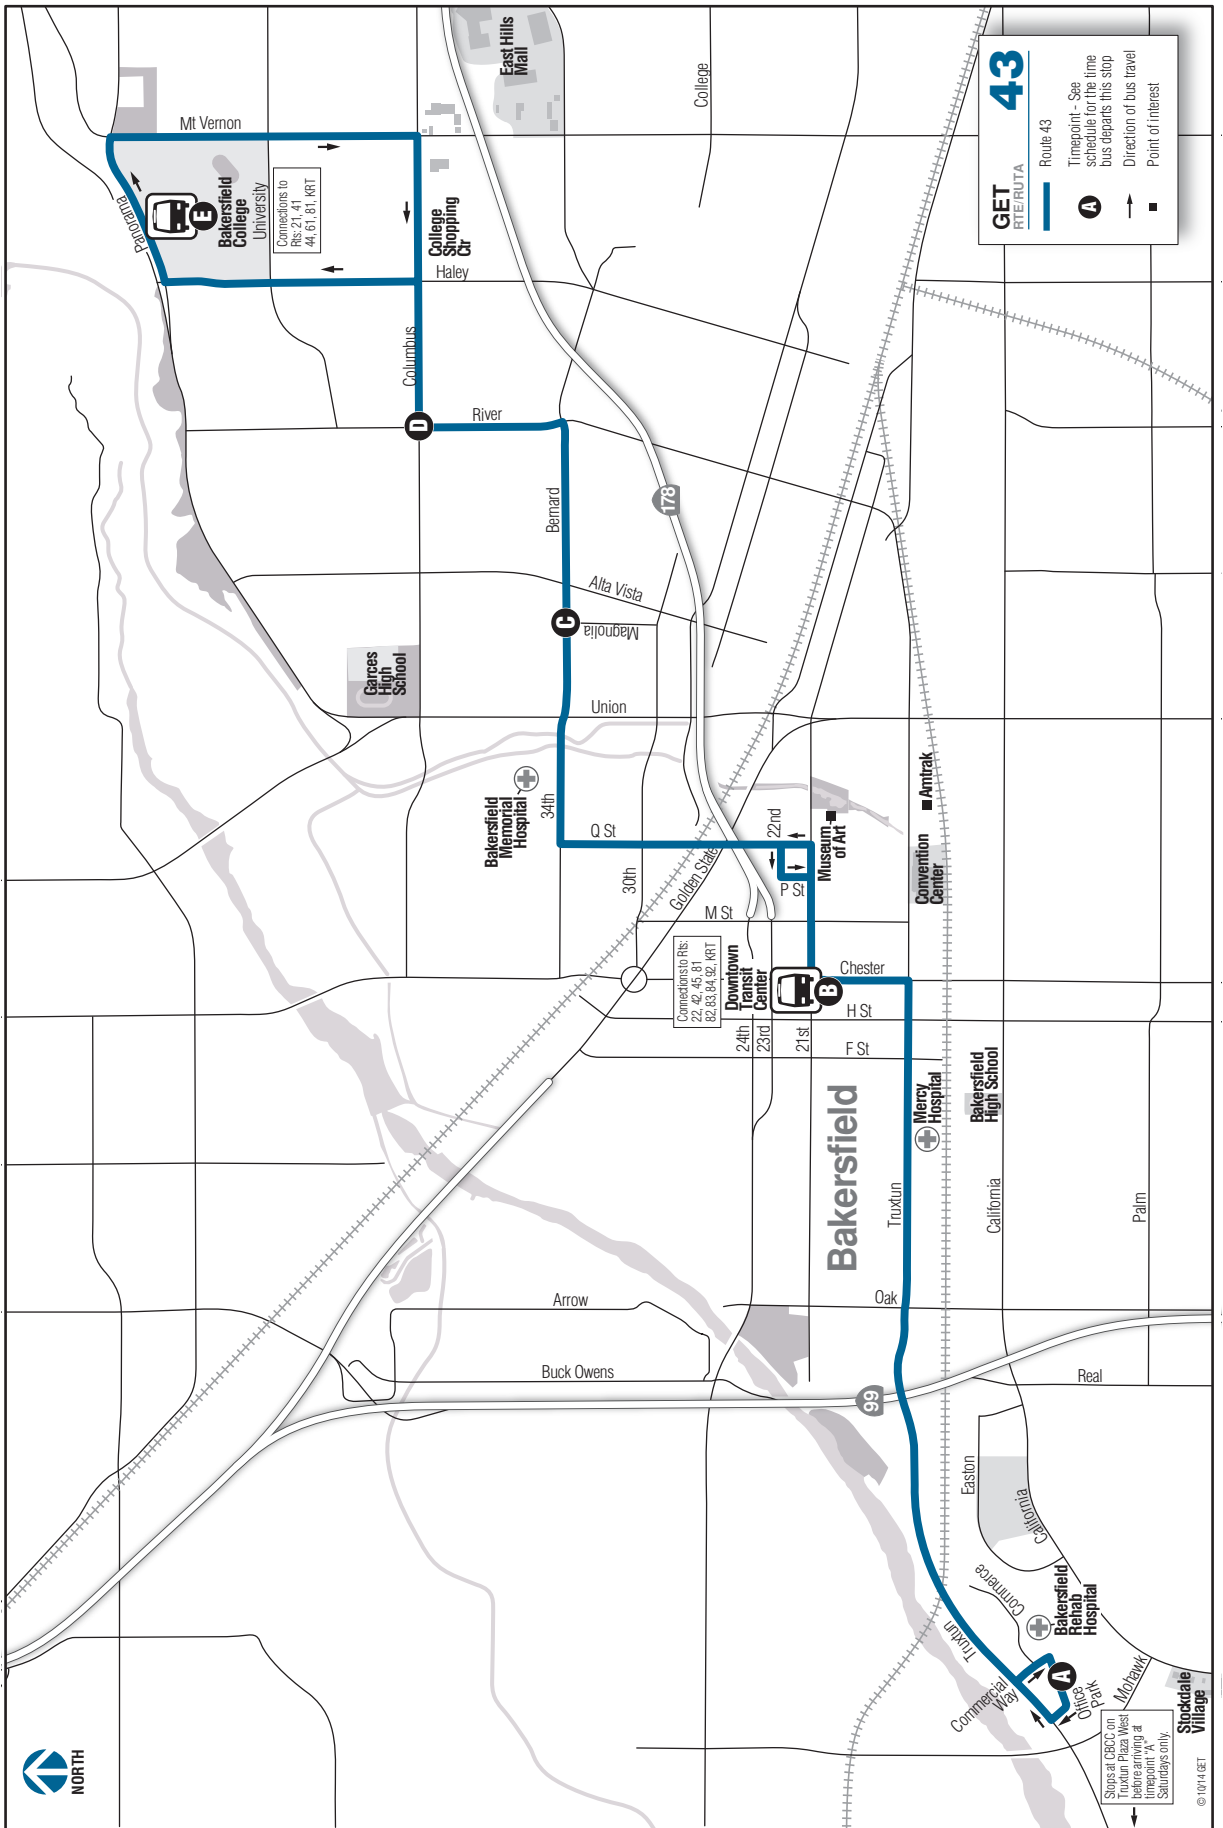 GET 43
RTE/RUTA
Route 43
A
Timepoint - See
schedule for the time
bus departs this stop
Direction of bus travel
Point of interest
East Hills
Mall
College
Mt Vernon
Panorama
E
Bakersfield
College
University
Connections to
Rts: 21, 41
44, 61, 81, KRT
College
Shopping
Ctr
Haley
Columbus
D
River
Bernard
178
Alta Vista
Magnolia
C
Garces
High
School
Union
Bakersfield
Memorial
Hospital
34th
Q St
30th
Golden State
22nd
P St
M St
Museum
of Art
Amtrak
Convention
Center
Connections to Rts:
22, 42, 45, 81
82, 83, 84, 92, KRT
Downtown
Transit
Center
B
Chester
H St
F St
24th
23rd
21st
Bakersfield
Mercy
Hospital
Bakersfield
High School
Truxtun
California
Palm
Oak
Arrow
Buck Owens
99
Real
Easton
California
Commerce
Bakersfield
Rehab
Hospital
Truxtun
Commercial
Way
A
Office
Park
Mohawk
Stockdale
Village
Stops at CBCC on
Truxtun Plaza West
before arriving at
timepoint "A"
Saturdays only.
© 10/14 GET
NORTH